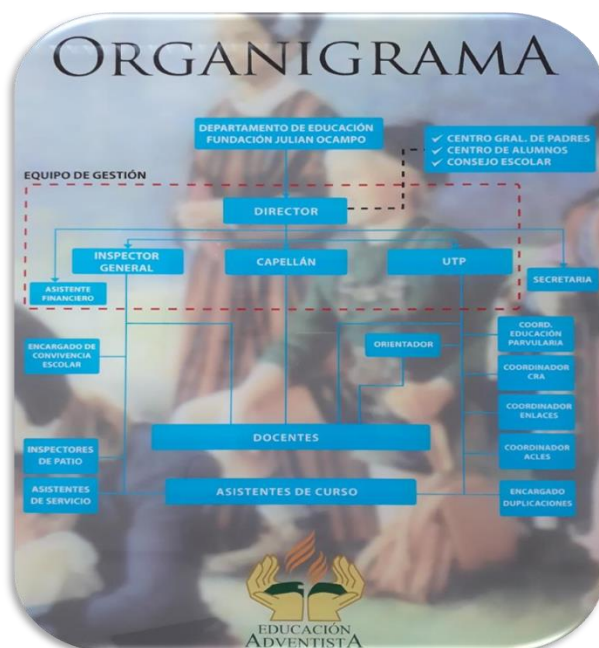 ORGANIGRAMA
DEPARTAMENTO DE EDUCACIÓN
FUNDACIÓN JULIAN OCAMPO
✓ CENTRO GRAL. DE PADRES
✓ CENTRO DE ALUMNOS
✓ CONSEJO ESCOLAR
EQUIPO DE GESTIÓN
DIRECTOR
INSPECTOR
GENERAL
CAPELLÁN
UTP
ASISTENTE
FINANCIERO
SECRETARIA
ENCARGADO DE
CONVIVENCIA
ESCOLAR
ORIENTADOR
COORD.
EDUCACIÓN
PARVULARIA
COORDINADOR
CRA
COORDINADOR
ENLACES
DOCENTES
INSPECTORES
DE PATIO
COORDINADOR
ACLES
ASISTENTES
DE SERVICIO
ASISTENTES DE CURSO
ENCARGADO
DUPLICACIONES
EDUCACIÓN
ADVENTISTA